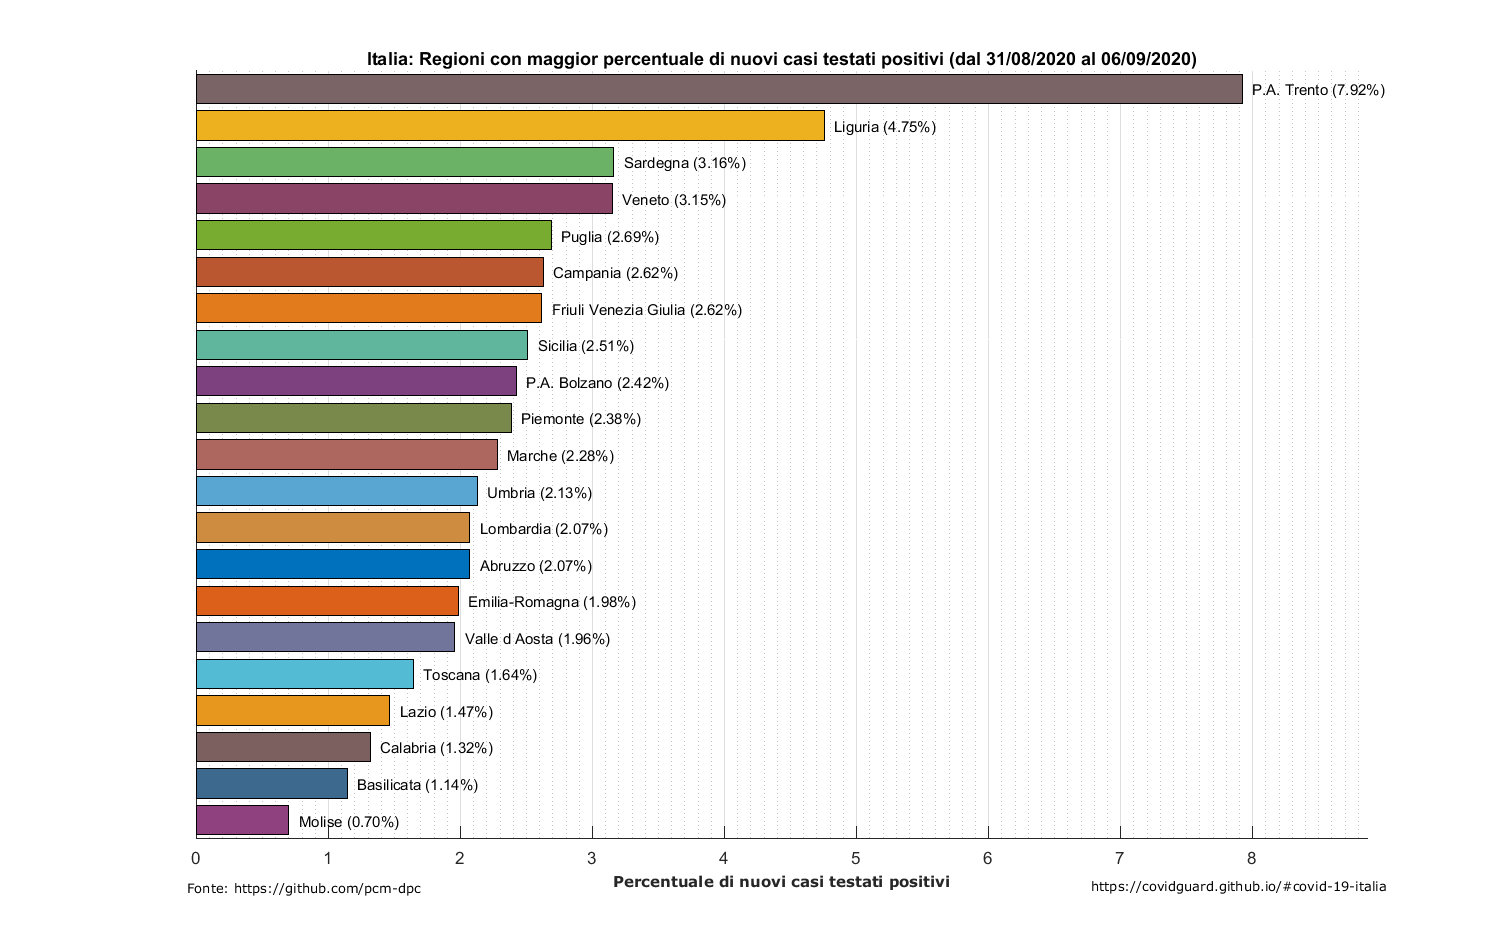 Italia: Regioni con maggior percentuale di nuovi casi testati positivi (dal 31/08/2020 al 06/09/2020)
P.A. Trento (7.92%)
Liguria (4.75%)
Sardegna (3.16%)
Veneto (3.15%)
Puglia (2.69%)
Campania (2.62%)
Friuli Venezia Giulia (2.62%)
Sicilia (2.51%)
P.A. Bolzano (2.42%)
Piemonte (2.38%)
Marche (2.28%)
Umbria (2.13%)
Lombardia (2.07%)
Abruzzo (2.07%)
Emilia-Romagna (1.98%)
Valle d Aosta (1.96%)
Toscana (1.64%)
Lazio (1.47%)
Calabria (1.32%)
Basilicata (1.14%)
Molise (0.70%)
0 1 2 3 4 5 6 7 8
Percentuale di nuovi casi testati positivi
Fonte: https://github.com/pcm-dpc
https://covidguard.github.io/#covid-19-italia